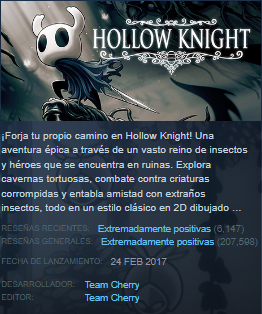 HOLLOW KNIGHT
¡Forja tu propio camino en Hollow Knight! Una
aventura épica a través de un vasto reino de insectos
y héroes que se encuentra en ruinas. Explora
cavernas tortuosas, combate contra criaturas
corrompidas y entabla amistad con extraños
insectos, todo en un estilo clásico en 2D dibujado ...
RESEÑAS RECIENTES: Extremadamente positivas (6,147)
RESEÑAS GENERALES: Extremadamente positivas (207,598)
FECHA DE LANZAMIENTO: 24 FEB 2017
DESARROLLADOR: Team Cherry
EDITOR: Team Cherry